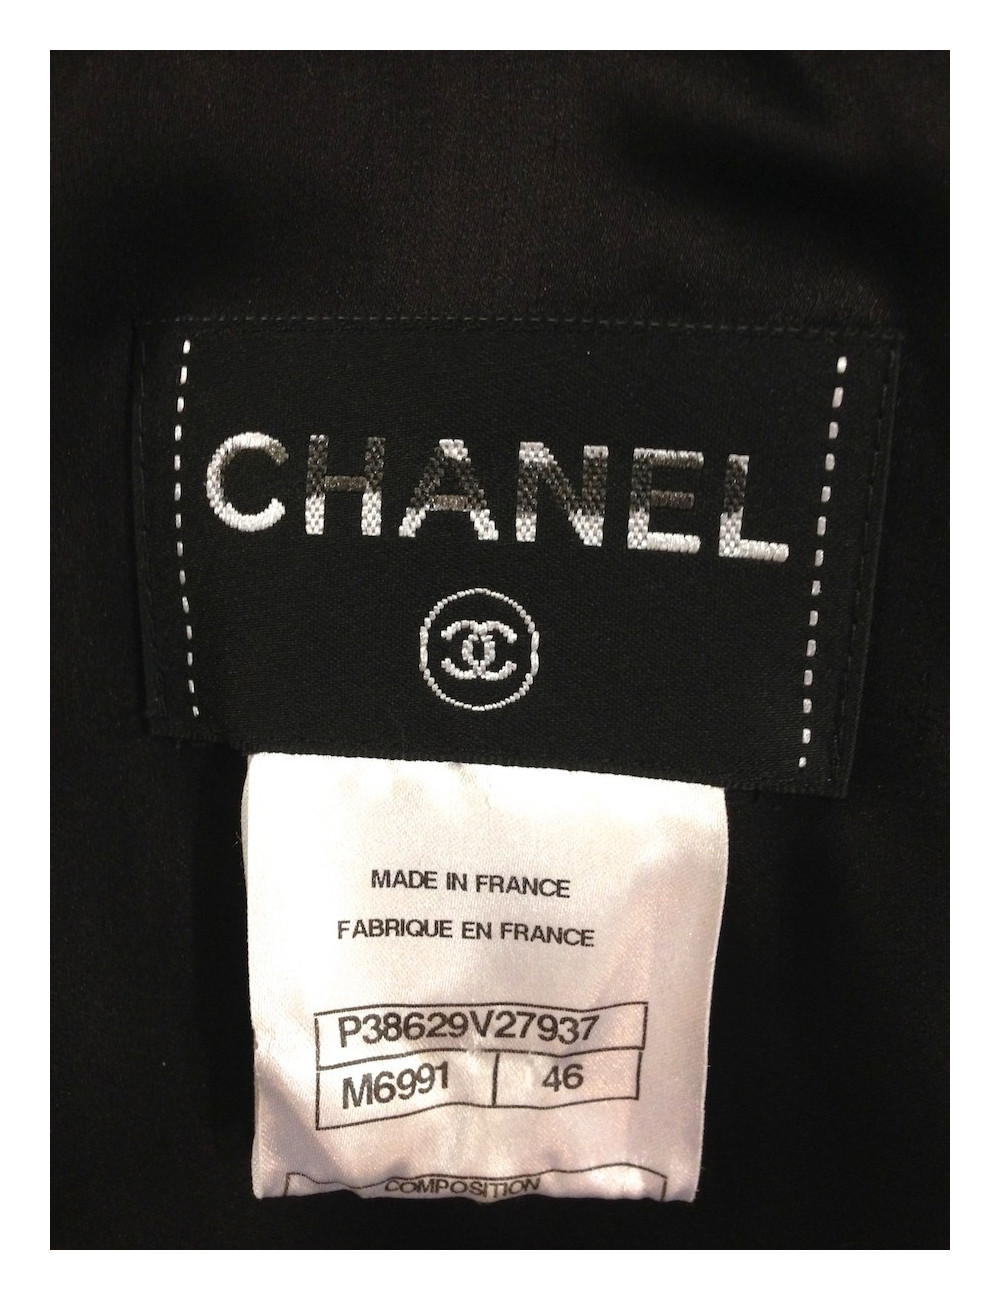 CHANEL
MADE IN FRANCE
FABRIQUE EN FRANCE
P38629V27937
M6991 46
COMPOSITION